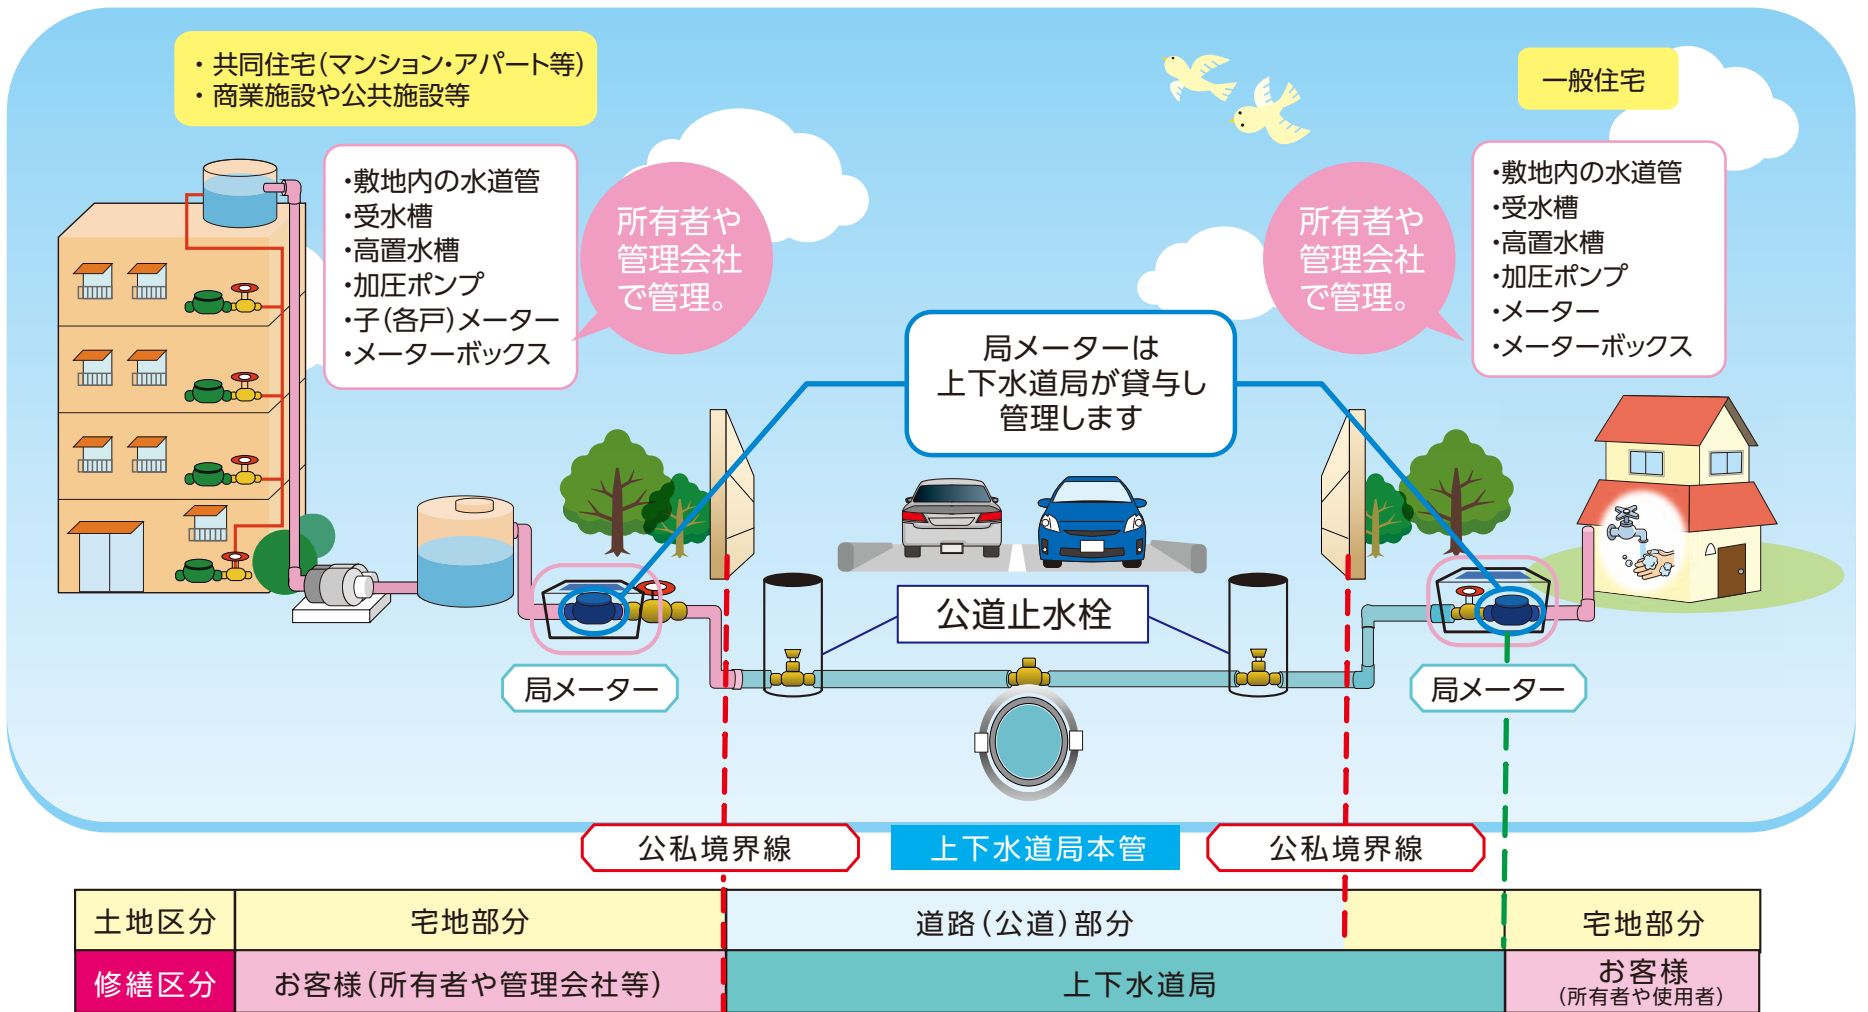 ・共同住宅(マンション・アパート等)
・商業施設や公共施設等
一般住宅
・敷地内の水道管
・受水槽
・高置水槽
・加圧ポンプ
・子(各戸)メーター
・メーターボックス
所有者や
管理会社
で管理。
所有者や
管理会社
で管理。
・敷地内の水道管
・受水槽
・高置水槽
・加圧ポンプ
・メーター
・メーターボックス
局メーターは
上下水道局が貸与し
管理します
公道止水栓
局メーター
局メーター
公私境界線
上下水道局本管
公私境界線
土地区分
宅地部分
道路(公道)部分
宅地部分
修繕区分
お客様(所有者や管理会社等)
上下水道局
お客様
(所有者や使用者)